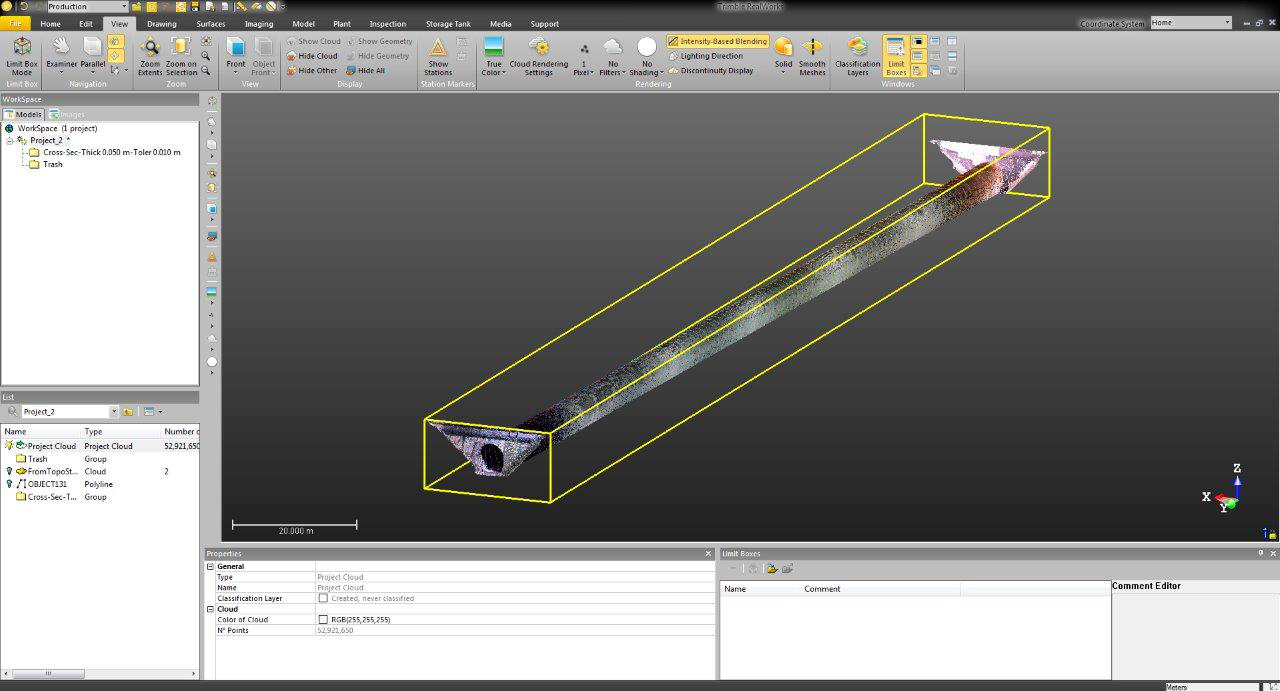 Production
Trimble RealWorks
File Home Edit View Drawing Surfaces Imaging Model Plant Inspection Storage Tank Media Support
Coordinate System Home
Limit Box Mode
Examiner Parallel
Zoom Extents
Zoom on Selection
Front
Object Front
Show Cloud
Show Geometry
Hide Cloud
Hide Geometry
Hide Other
Hide All
Show Stations
True Color
Cloud Rendering Settings
1 Pixel
No Filters
No Shading
Intensity-Based Blending
Lighting Direction
Discontinuity Display
Solid
Smooth Meshes
Classification Layers
Limit Boxes
Limit Box Navigation Zoom View Display Station Markers Rendering Windows
WorkSpace
Models Images
WorkSpace (1 project)
Project_2 *
Cross-Sec-Thick 0.050 m-Toler 0.010 m
Trash
List
Project_2
Name Type Number o
Project Cloud Project Cloud 52,921,650
Trash Group
FromTopoSt... Cloud 2
OBJECT131 Polyline
Cross-Sec-T... Group
20.000 m
Z
X
Y
Properties
General
Type Project Cloud
Name Project Cloud
Classification Layer Created, never classified
Cloud
Color of Cloud RGB(255,255,255)
N° Points 52,921,650
Limit Boxes
Name Comment
Comment Editor
Meters